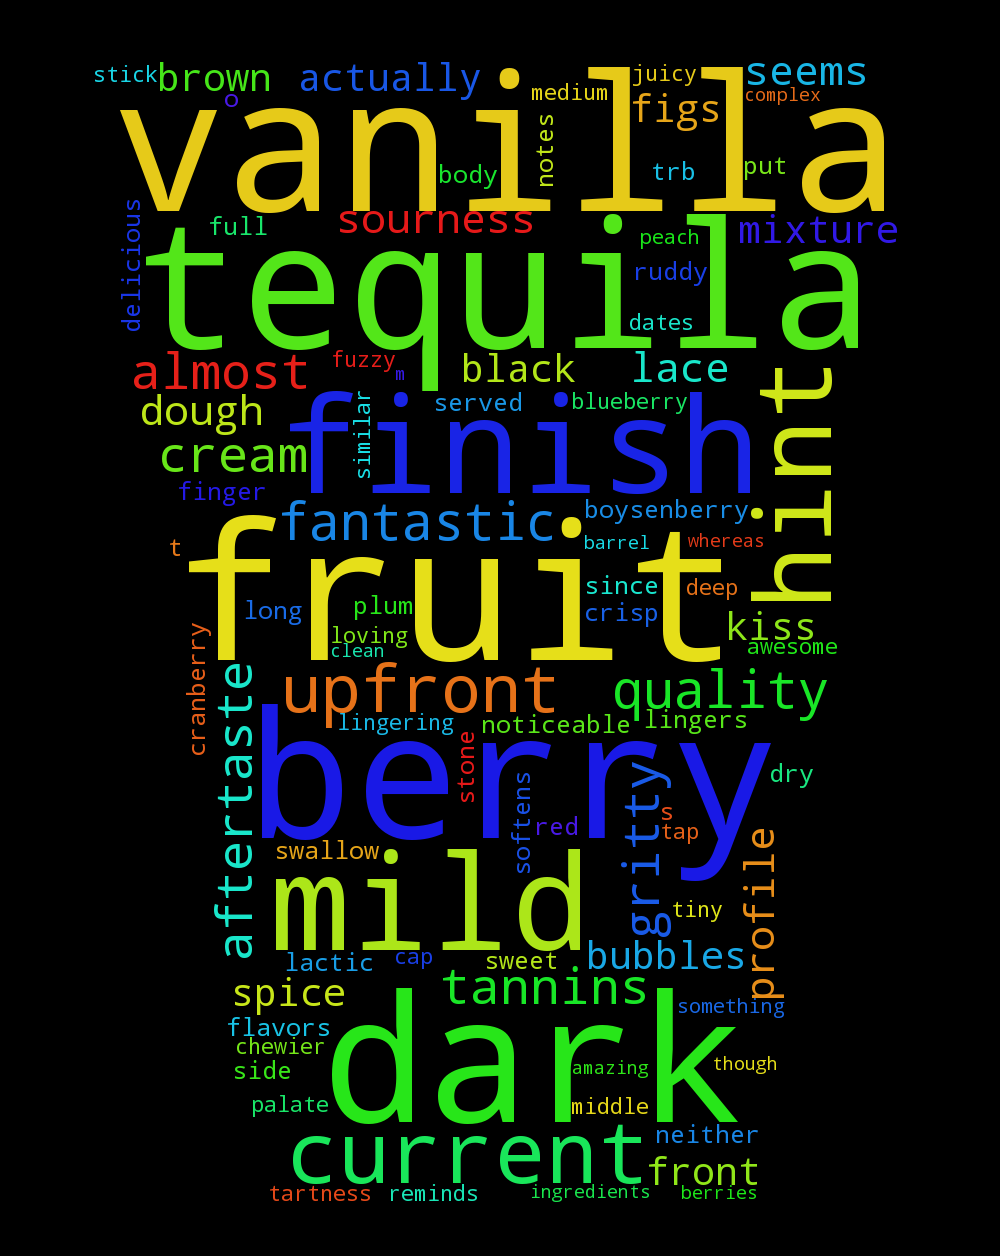 stick
brown
actually
juicy
seems
o
medium
figs
complex
vanilla
notes
body
trb
put
delicious
full
sourness
peach
mixture
tequila
ruddy
dates
almost
fuzzy
m
black
lace
hint
dough
similar
served
blueberry
finish
cream
finger
fantastic
boysenberry
t
barrel
whereas
fruit
since
deep
long
plum
crisp
loving
clean
kiss
awesome
cranberry
aftertaste
upfront
quality
lingering
noticeable
lingers
berry
stone
softens
gritty
dry
s
red
tap
swallow
profile
mild
tiny
lactic
cap
sweet
bubbles
tannins
spice
something
flavors
chewier
side
dark
amazing
though
palate
middle
current
neither
front
tartness
reminds
ingredients
berries